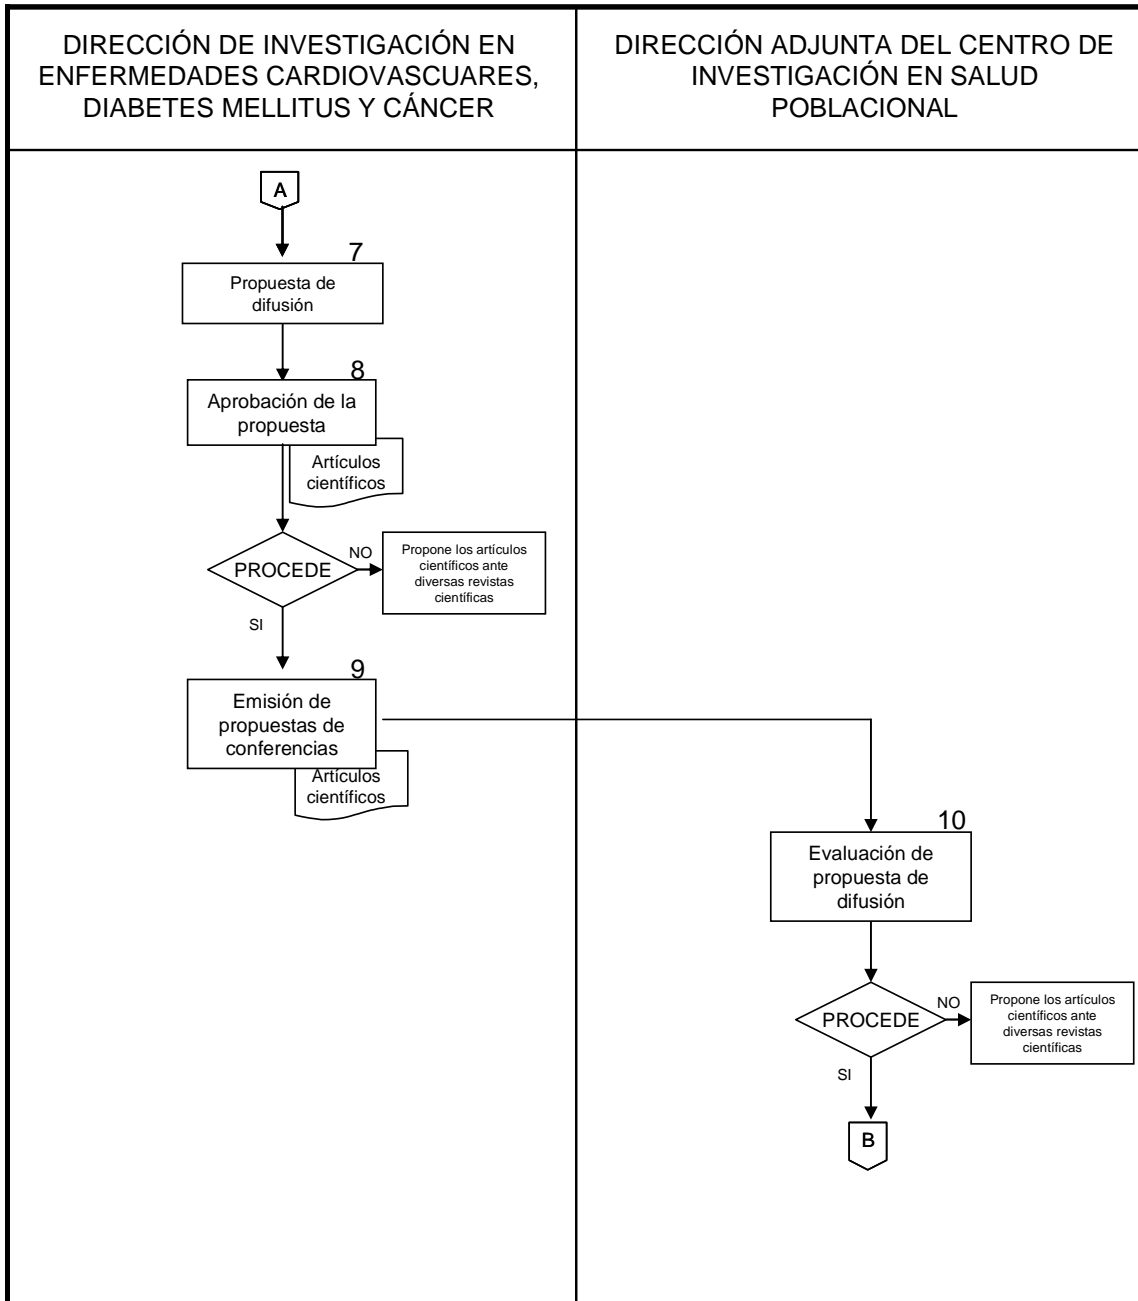 DIRECCIÓN DE INVESTIGACIÓN EN
ENFERMEDADES CARDIOVASCUARES,
DIABETES MELLITUS Y CÁNCER
DIRECCIÓN ADJUNTA DEL CENTRO DE
INVESTIGACIÓN EN SALUD
POBLACIONAL
A
7
Propuesta de
difusión
8
Aprobación de la
propuesta
Artículos
científicos
PROCEDE
NO
Propone los artículos
científicos ante
diversas revistas
científicas
SI
9
Emisión de
propuestas de
conferencias
Artículos
científicos
10
Evaluación de
propuesta de
difusión
PROCEDE
NO
Propone los artículos
científicos ante
diversas revistas
científicas
SI
B